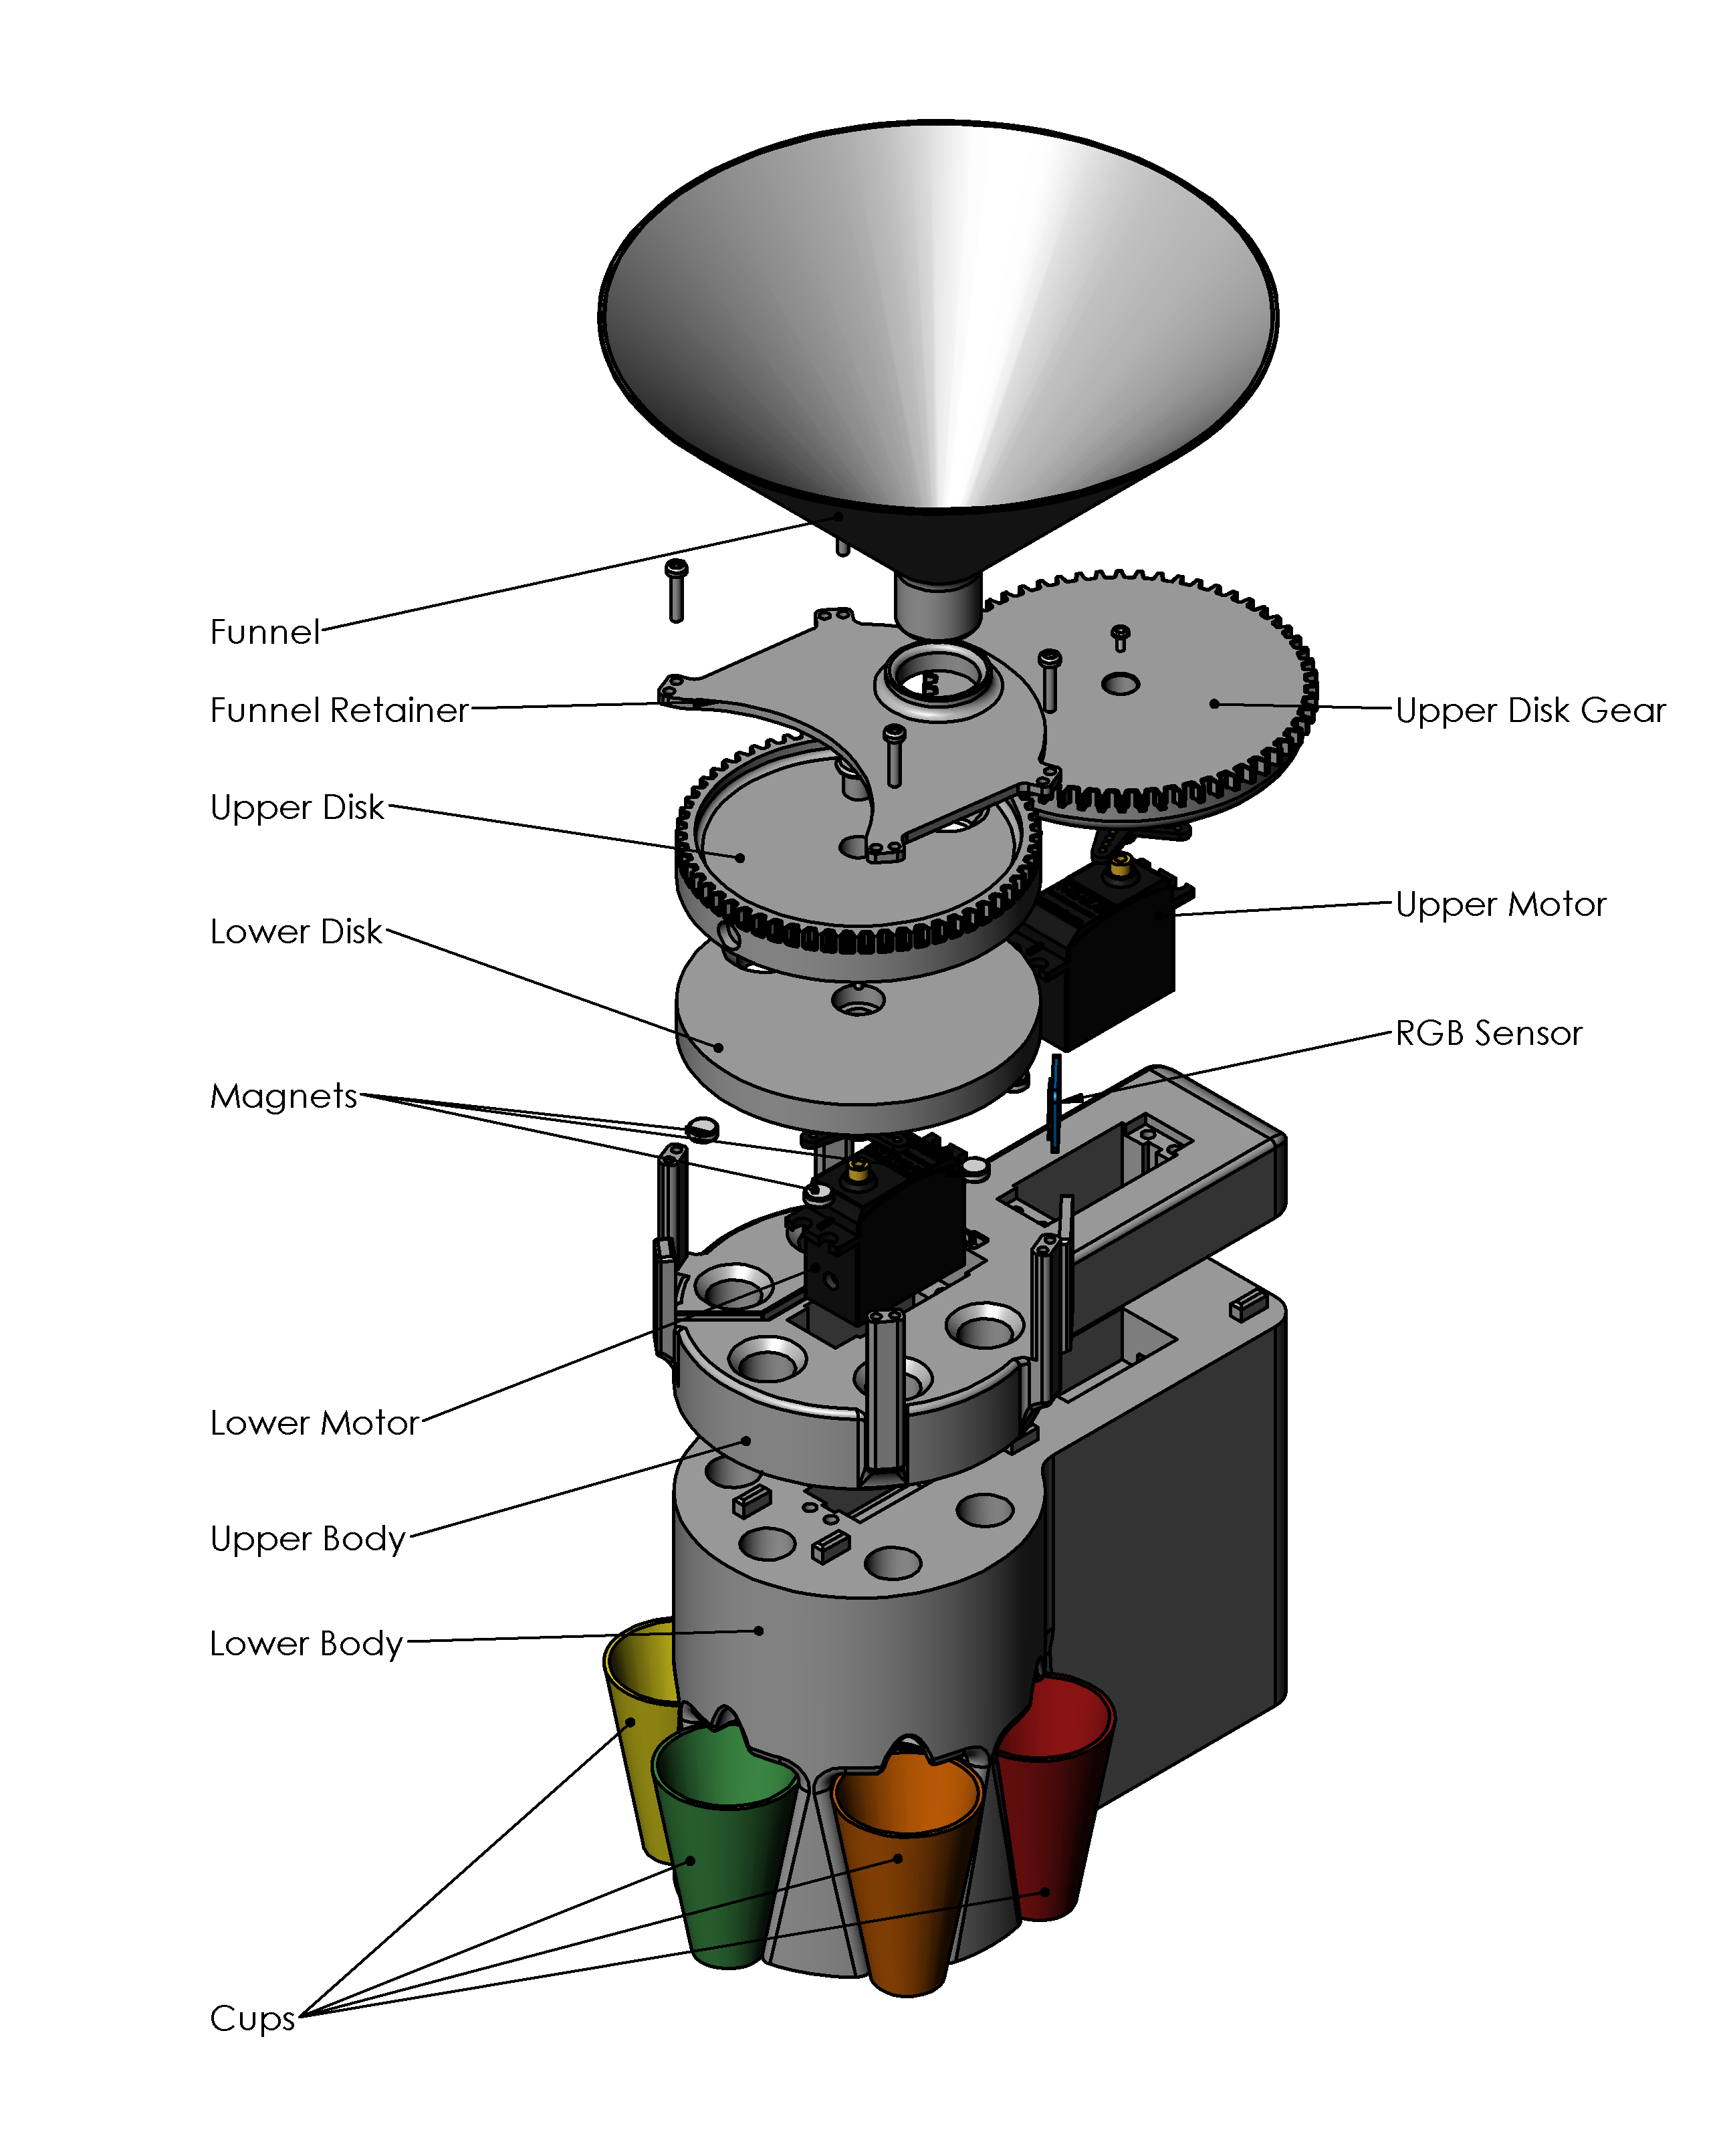 Funnel
Funnel Retainer
Upper Disk Gear
Upper Disk
Upper Motor
Lower Disk
RGB Sensor
Magnets
Lower Motor
Upper Body
Lower Body
Cups